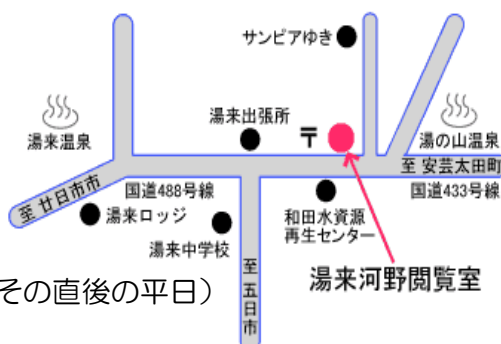 サンピアゆき
湯来温泉
湯来出張所
〒
湯の山温泉
至 安芸太田町
至 廿日市市
国道488号線
国道433号線
湯来ロッジ
湯来中学校
和田水資源
再生センター
至 五日市
湯来河野閲覧室
その直後の平日）